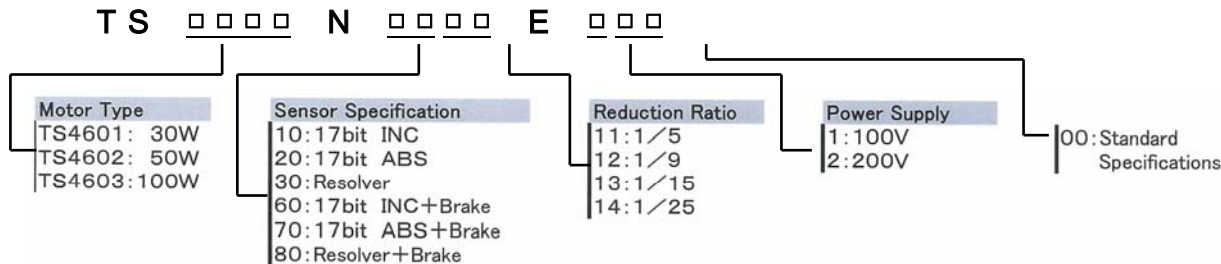 TS □□□□ N □□□□ E □□□
Motor Type
TS4601: 30W
TS4602: 50W
TS4603:100W
Sensor Specification
10:17bit INC
20:17bit ABS
30:Resolver
60:17bit INC+Brake
70:17bit ABS+Brake
80:Resolver+Brake
Reduction Ratio
11:1/5
12:1/9
13:1/15
14:1/25
Power Supply
1:100V
2:200V
00:Standard
Specifications